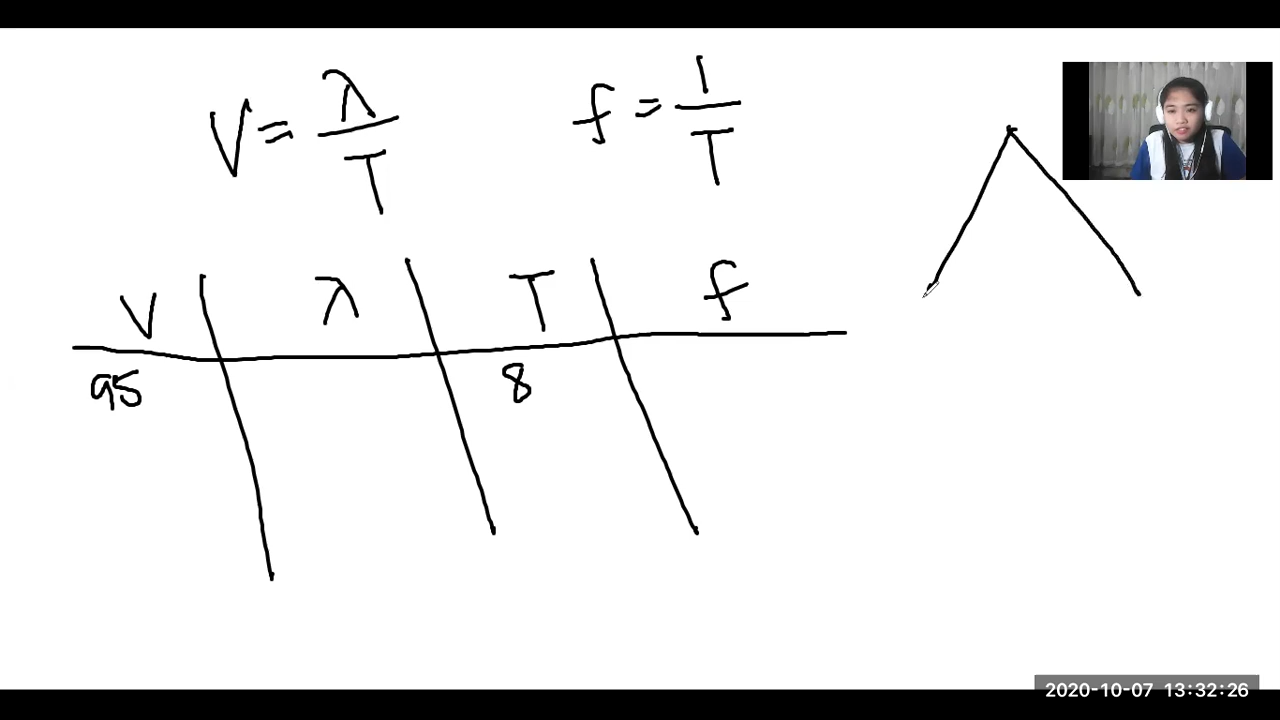 V = λ/T
f = 1/T
V λ T f
95 8
2020-10-07 13:32:26